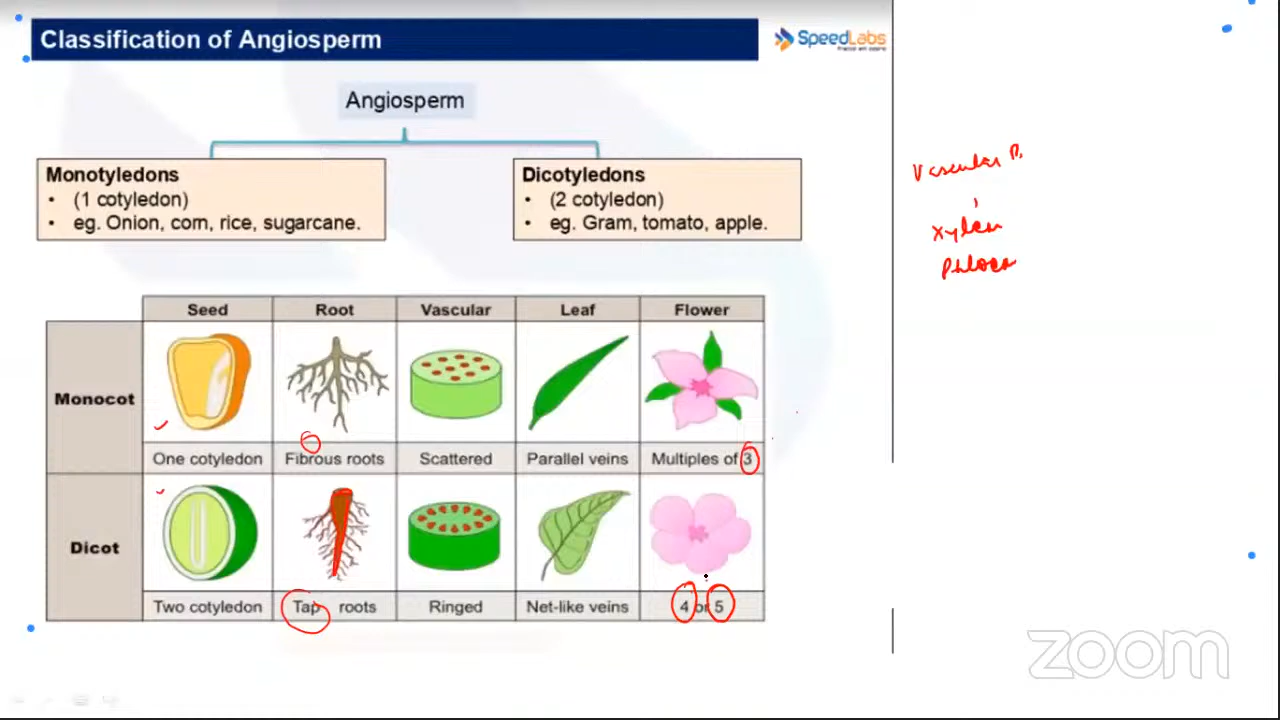 Classification of Angiosperm
SpeedLabs
Angiosperm
Monotyledons
• (1 cotyledon)
• eg. Onion, corn, rice, sugarcane.
Dicotyledons
• (2 cotyledon)
• eg. Gram, tomato, apple.
Vascular
Xylem
Phloem
Seed Root Vascular Leaf Flower
Monocot
One cotyledon Fibrous roots Scattered Parallel veins Multiples of 3
Dicot
Two cotyledon Tap roots Ringed Net-like veins 4 or 5
zoom